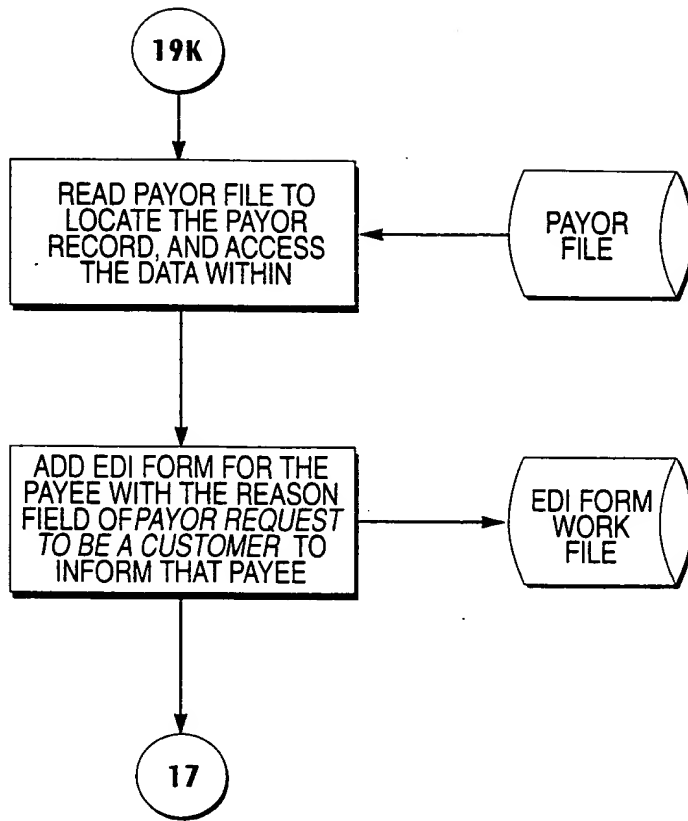 19K
READ PAYOR FILE TO
LOCATE THE PAYOR
RECORD, AND ACCESS
THE DATA WITHIN
PAYOR
FILE
ADD EDI FORM FOR THE
PAYEE WITH THE REASON
FIELD OF PAYOR REQUEST
TO BE A CUSTOMER TO
INFORM THAT PAYEE
EDI FORM
WORK
FILE
17